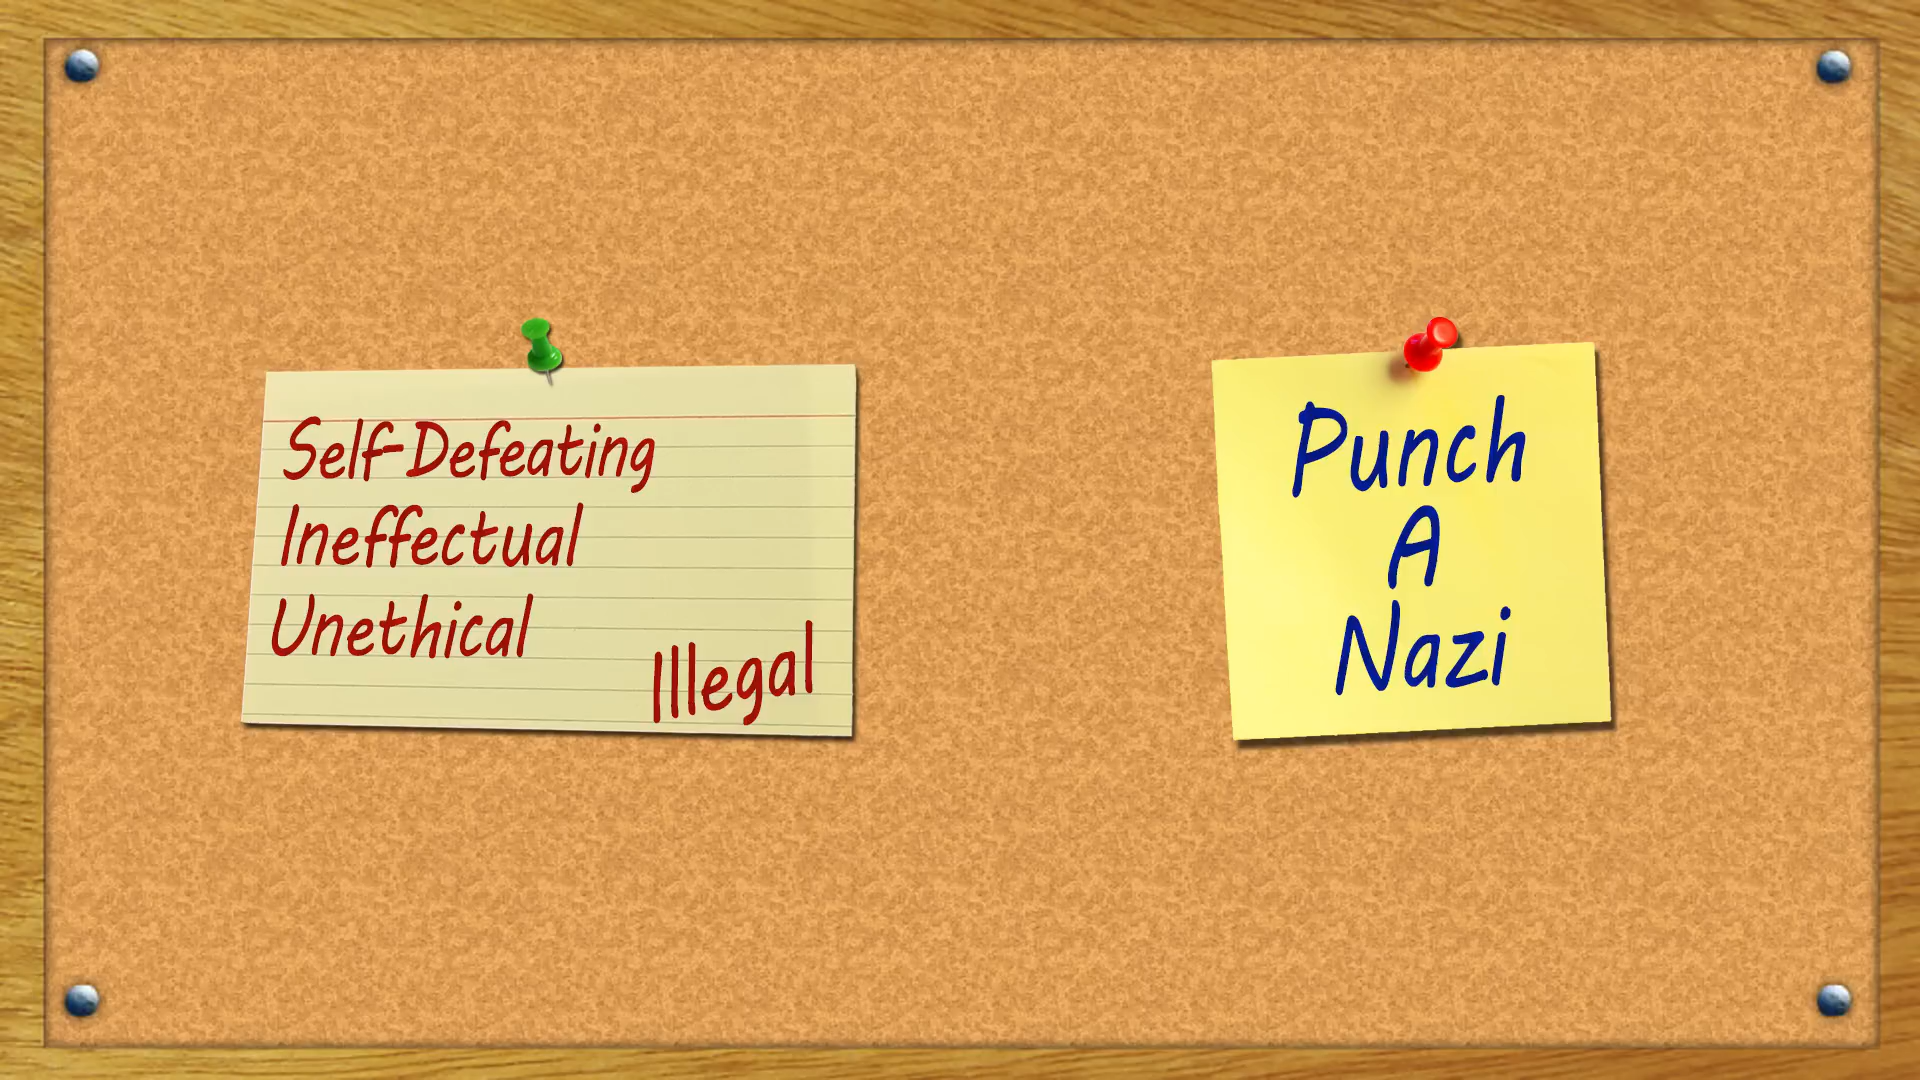 Self-Defeating
Ineffectual
Unethical
Illegal
Punch
A
Nazi